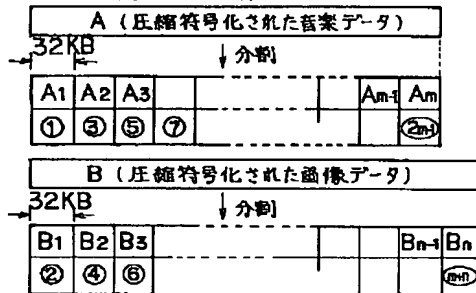 A (圧縮符号化された音楽データ)
32KB
分割
A1 A2 A3 Am-1 Am
① ③ ⑤ ⑦ 2m-1
B (圧縮符号化された画像データ)
32KB
分割
B1 B2 B3 Bn-1 Bn
② ④ ⑥ m+n